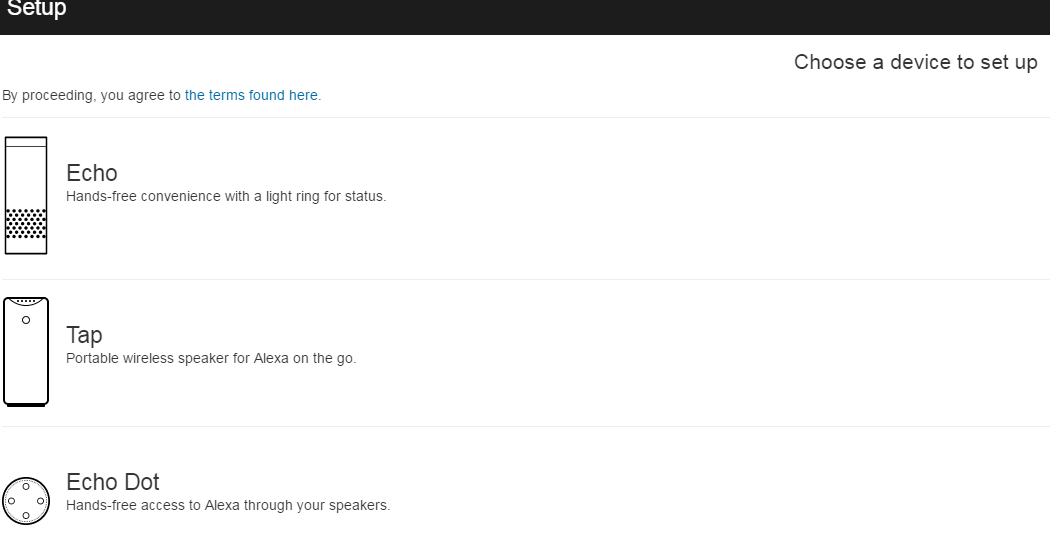 Setup
Choose a device to set up
By proceeding, you agree to the terms found here.
Echo
Hands-free convenience with a light ring for status.
Tap
Portable wireless speaker for Alexa on the go.
Echo Dot
Hands-free access to Alexa through your speakers.